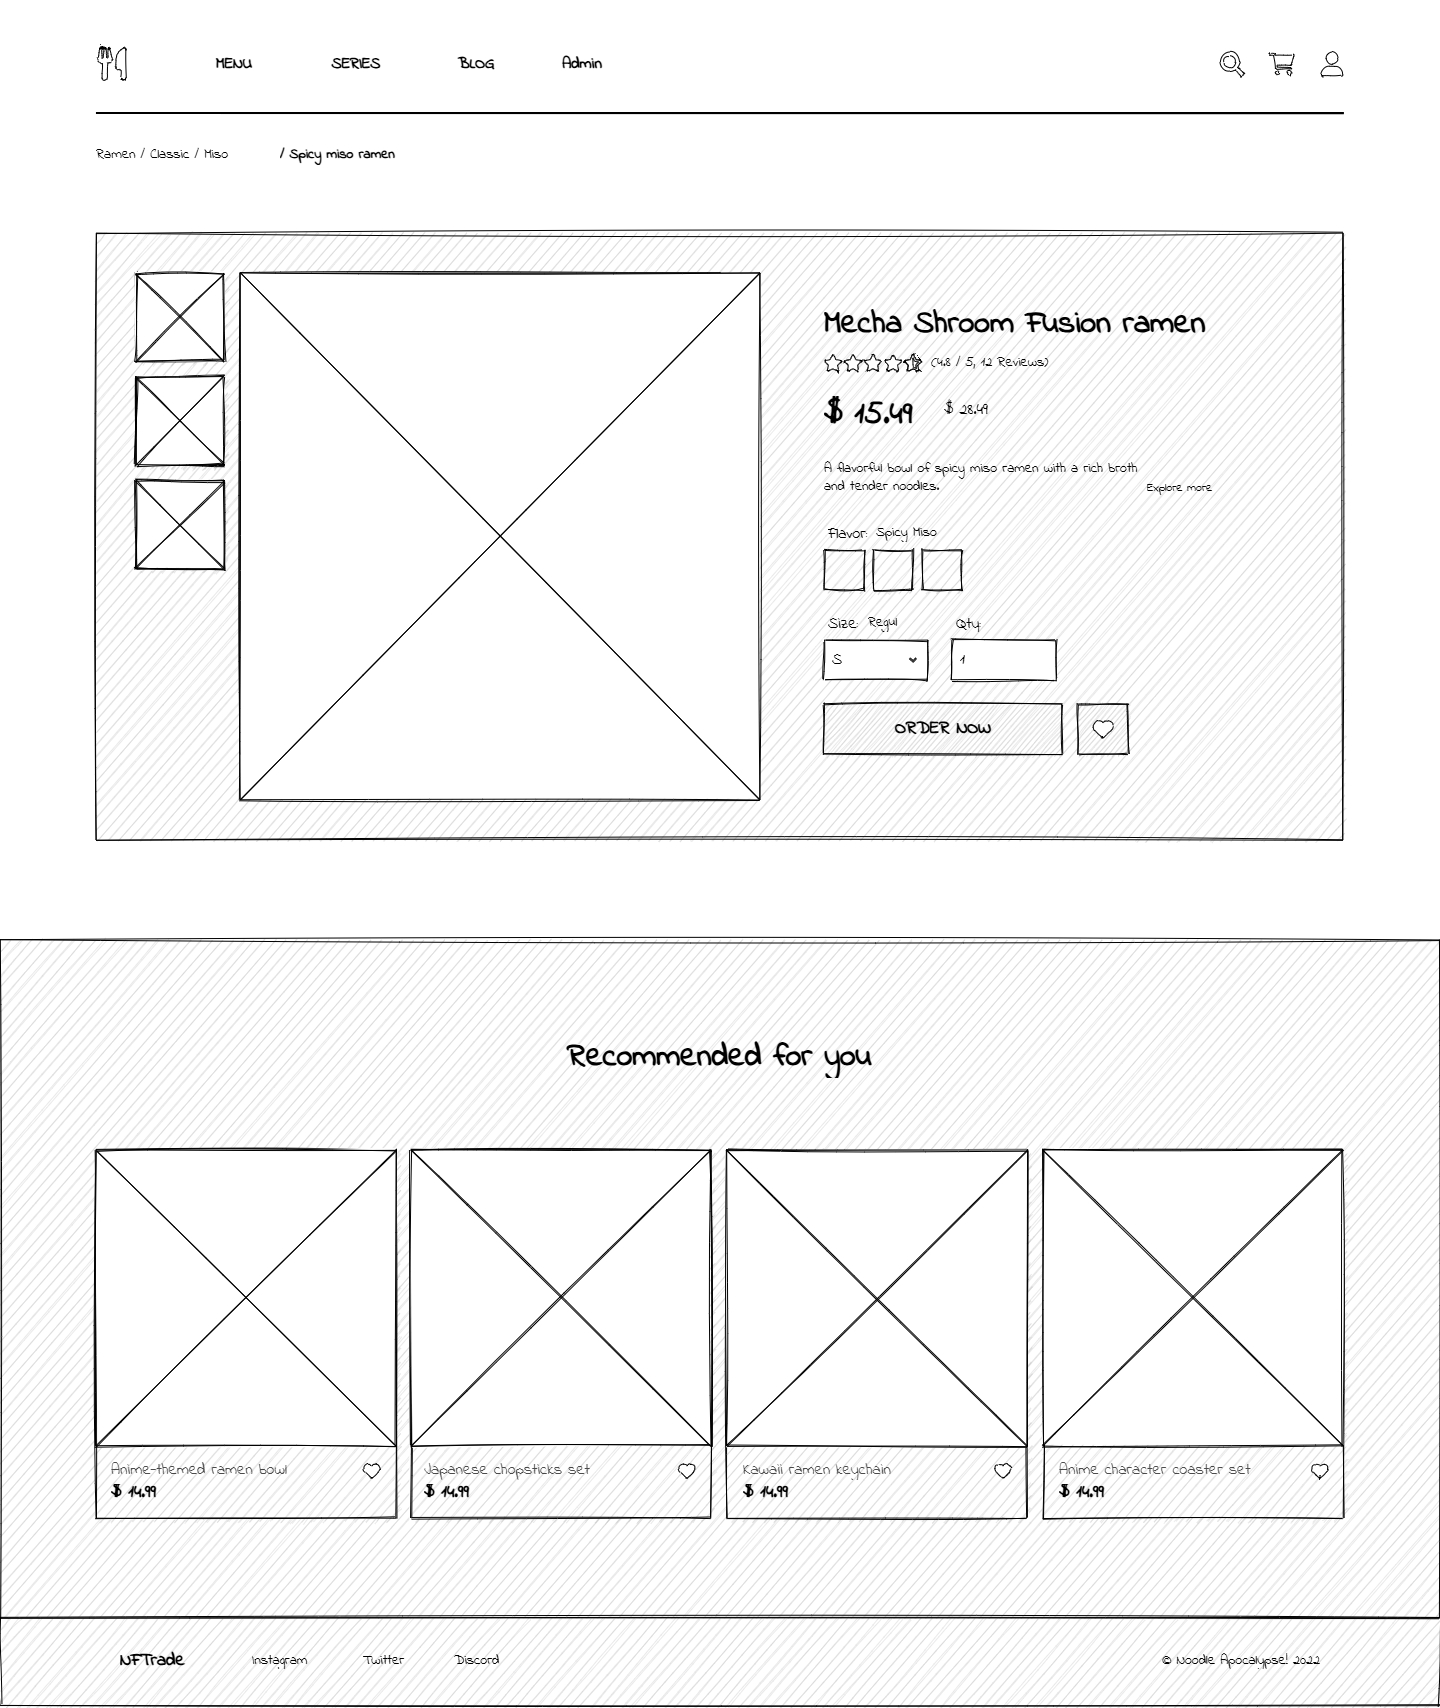 MENU SERIES BLOG Admin
Ramen / Classic / Miso / Spicy miso ramen
Mecha Shroom Fusion ramen
(4.8 / 5, 12 Reviews)
$ 15.49 $ 28.49
A flavorful bowl of spicy miso ramen with a rich broth
and tender noodles.
Explore more
Flavor: Spicy Miso
Size: Regul Qty:
S 1
ORDER NOW
Recommended for you
Anime-themed ramen bowl
$ 14.99
Japanese chopsticks set
$ 14.99
Kawaii ramen keychain
$ 14.99
Anime character coaster set
$ 14.99
NFTrade Instagram Twitter Discord © Noodle Apocalypse! 2022